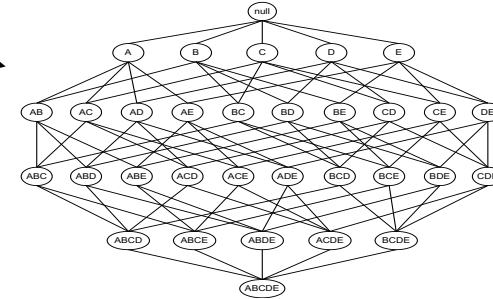 null
A B C D E
AB AC AD AE BC BD BE CD CE DE
ABC ABD ABE ACD ACE ADE BCD BCE BDE CDE
ABCD ABCE ABDE ACDE BCDE
ABCDE